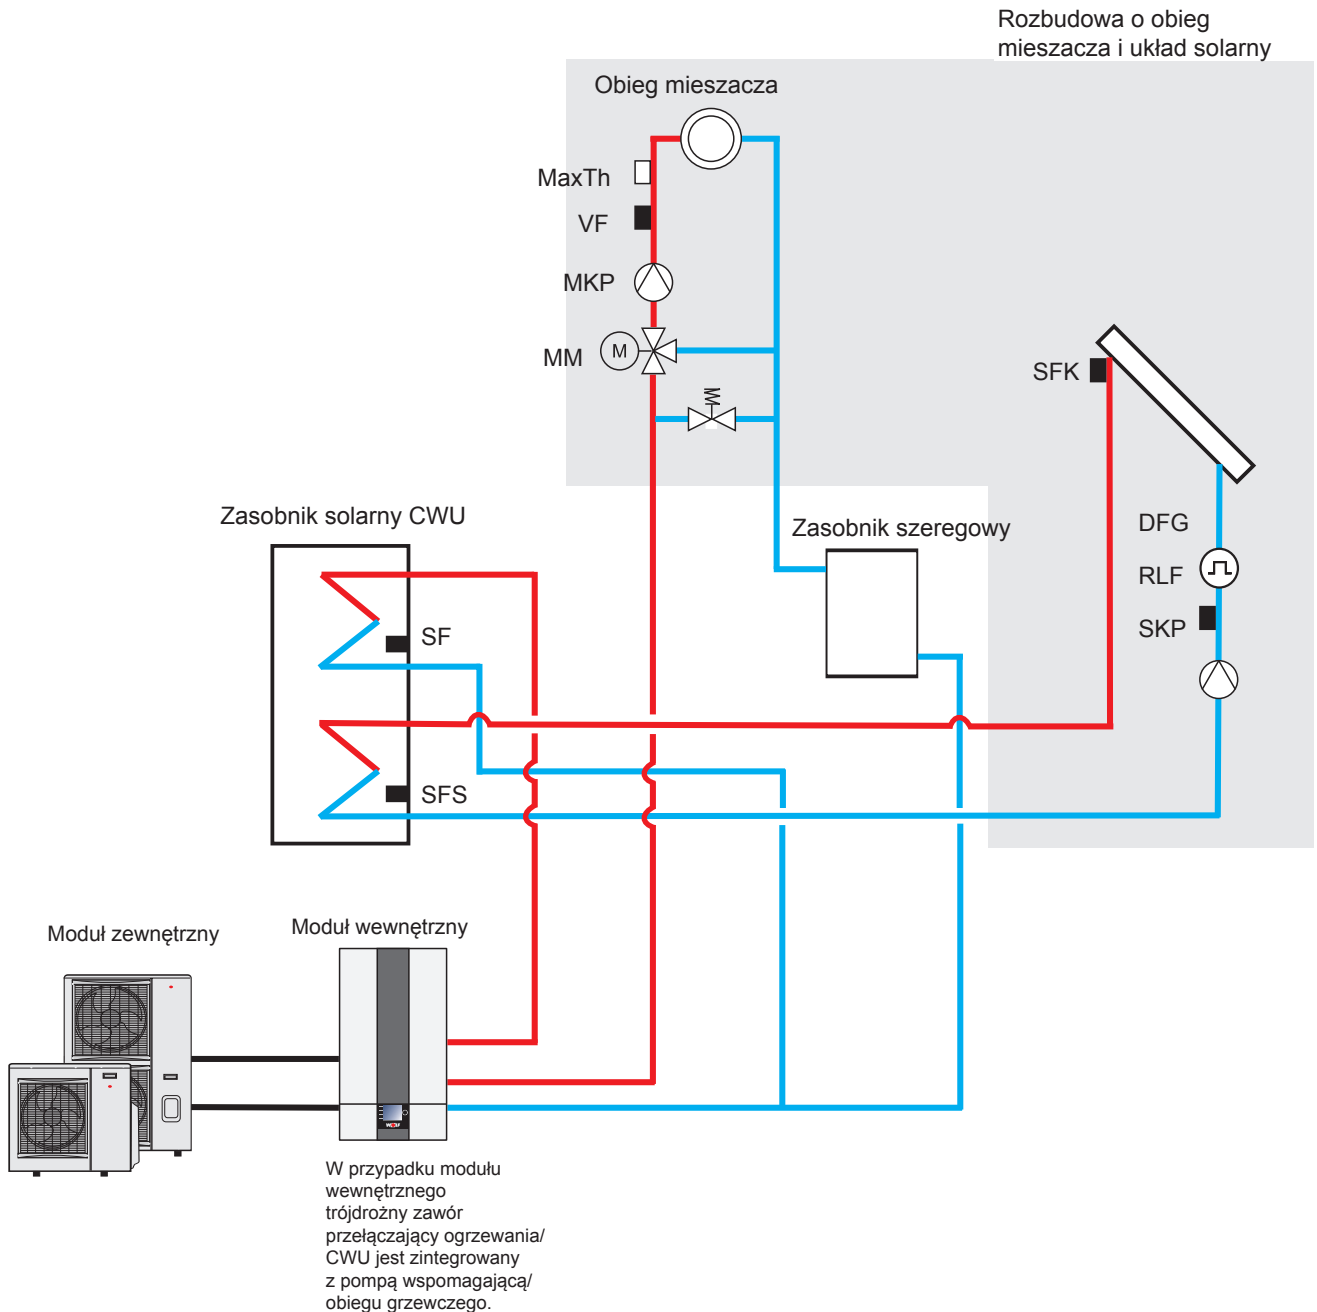 Rozbudowa o obieg
mieszacza i układ solarny
Obieg mieszacza
MaxTh
VF
MKP
MM
M
SFK
Zasobnik solarny CWU
Zasobnik szeregowy
DFG
RLF
SKP
SF
SFS
Moduł zewnętrzny
Moduł wewnętrzny
WOLF
W przypadku modułu
wewnętrznego
trójdrożny zawór
przełączający ogrzewania/
CWU jest zintegrowany
z pompą wspomagającą/
obiegu grzewczego.